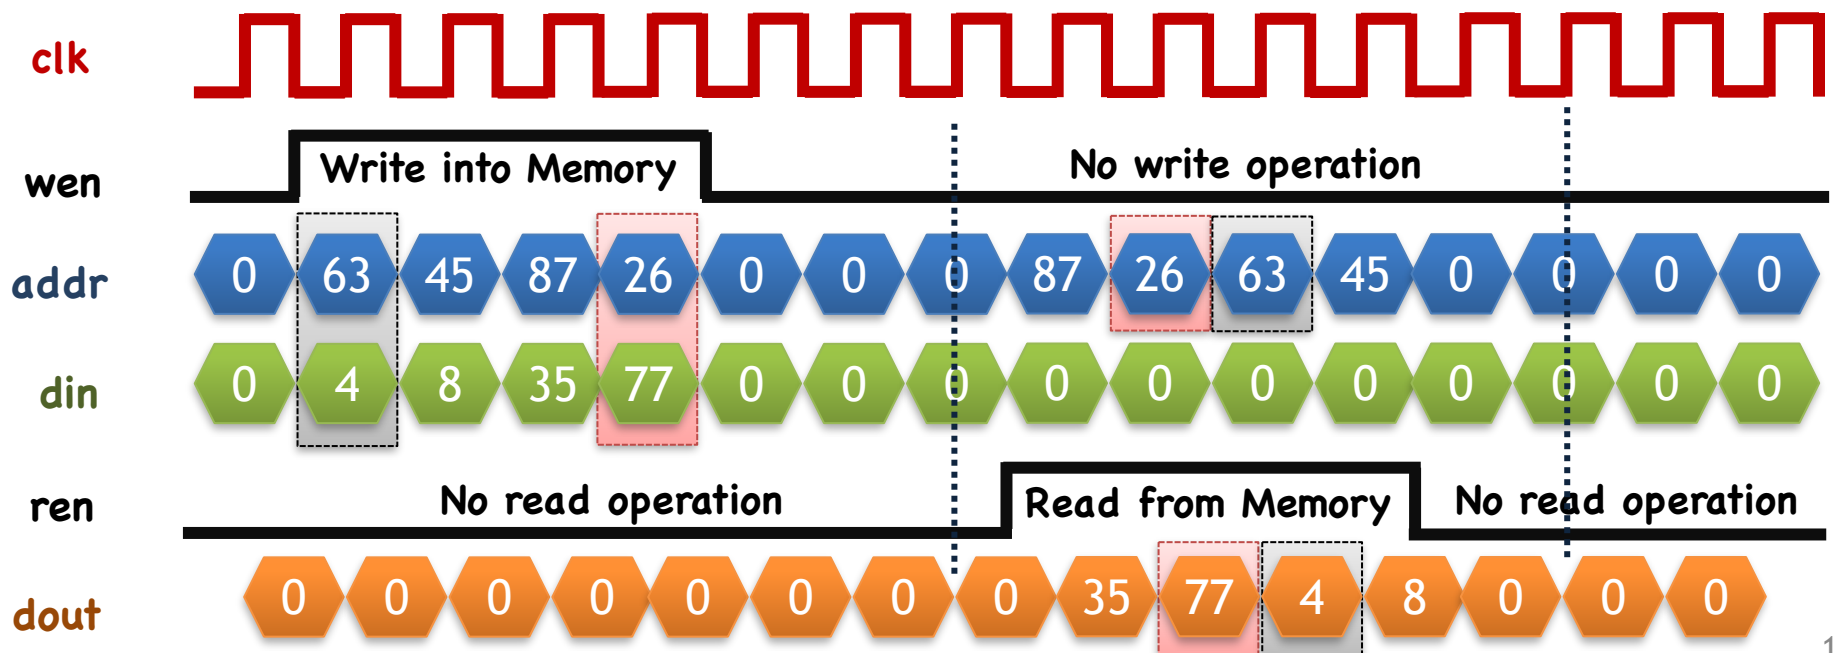 clk
wen Write into Memory No write operation
addr 0 63 45 87 26 0 0 0 87 26 63 45 0 0 0 0
din 0 4 8 35 77 0 0 0 0 0 0 0 0 0 0 0
ren No read operation Read from Memory No read operation
dout 0 0 0 0 0 0 0 0 35 77 4 8 0 0 0
1